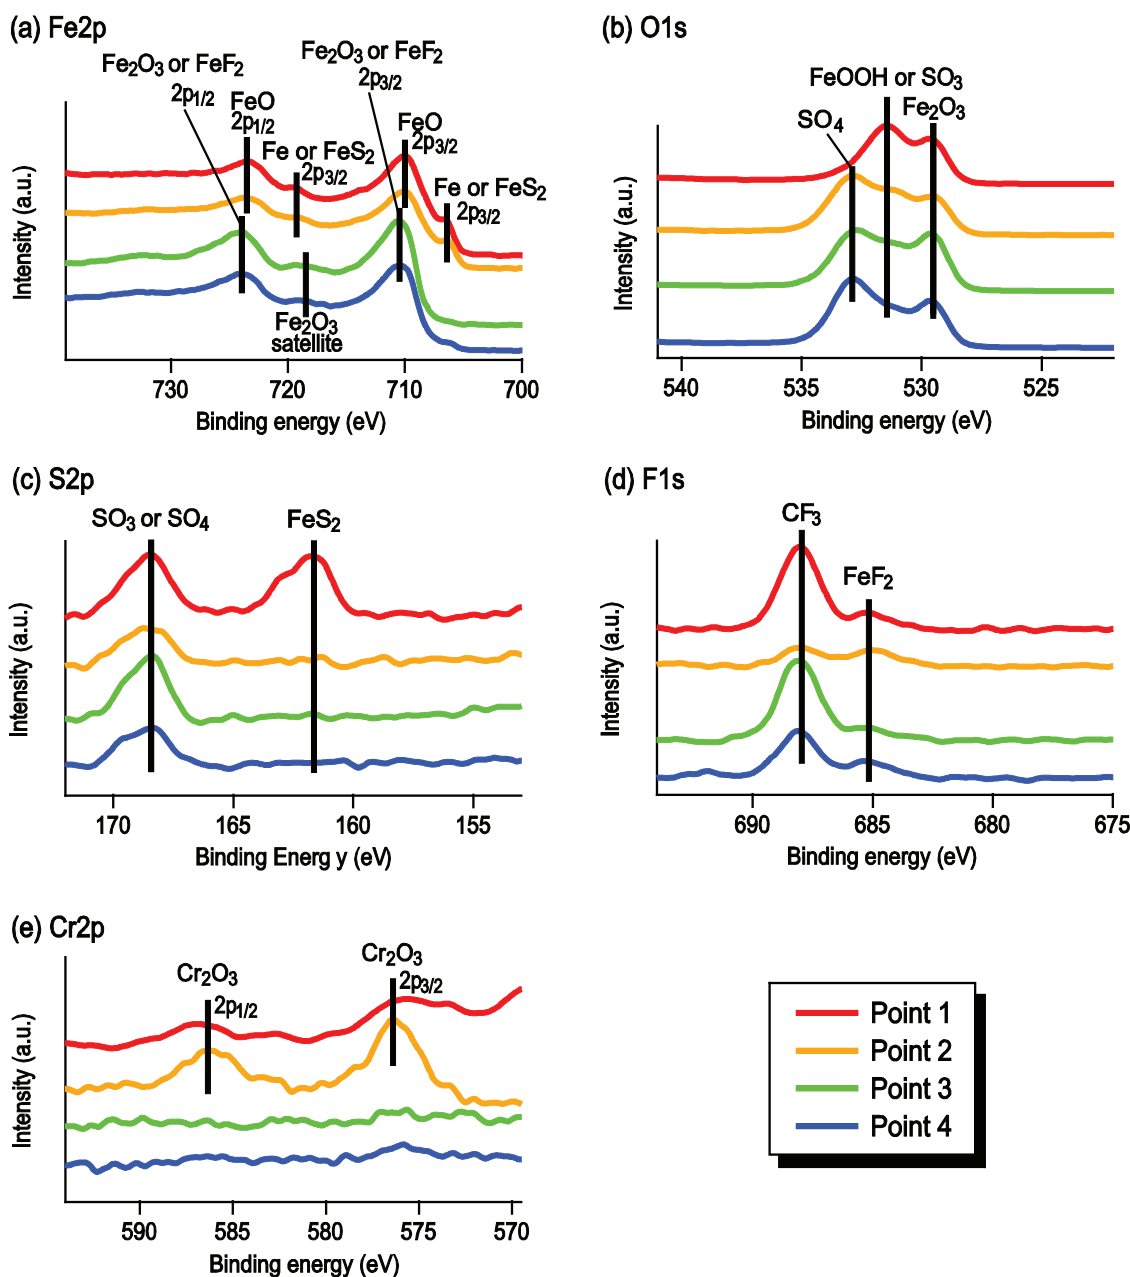 (a) Fe2p
Fe₂O₃ or FeF₂
2p₁/₂
Fe₂O₃ or FeF₂
2p₃/₂
FeO
2p₁/₂
Fe or FeS₂
2p₃/₂
FeO
2p₃/₂
Fe or FeS₂
2p₃/₂
Fe₂O₃
satellite
Intensity (a.u.)
730 720 710 700
Binding energy (eV)
(b) O1s
FeOOH or SO₃
SO₄
Fe₂O₃
Intensity (a.u.)
540 535 530 525
Binding energy (eV)
(c) S2p
SO₃ or SO₄
FeS₂
Intensity (a.u.)
170 165 160 155
Binding Energ y (eV)
(d) F1s
CF₃
FeF₂
Intensity (a.u.)
690 685 680 675
Binding energy (eV)
(e) Cr2p
Cr₂O₃
2p₁/₂
Cr₂O₃
2p₃/₂
Intensity (a.u.)
590 585 580 575 570
Binding energy (eV)
Point 1
Point 2
Point 3
Point 4